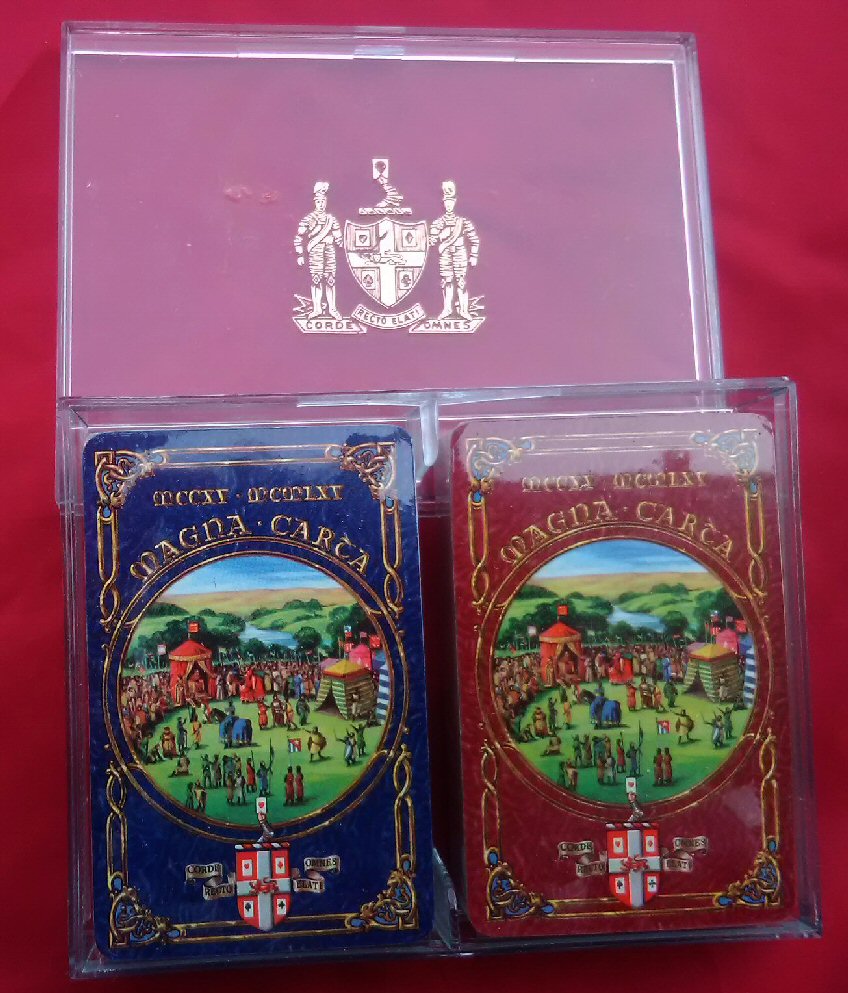 CORDE RECTO ELATI OMNES
MCCXV · MCMLXV
MAGNA · CARTA
CORDE OMNES
RECTO ELATI
MCCXV · MCMLXV
MAGNA · CARTA
CORDE OMNES
RECTO ELATI